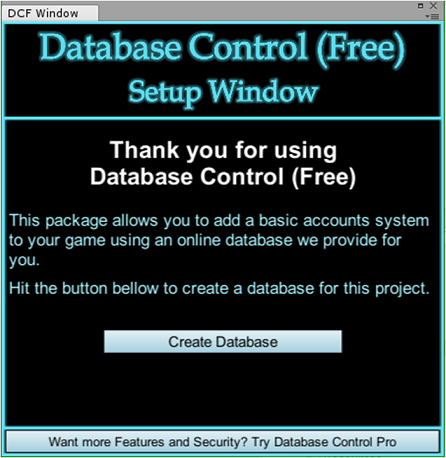 DCF Window
Database Control (Free)
Setup Window
Thank you for using
Database Control (Free)
This package allows you to add a basic accounts system
to your game using an online database we provide for
you.
Hit the button bellow to create a database for this project.
Create Database
Want more Features and Security? Try Database Control Pro